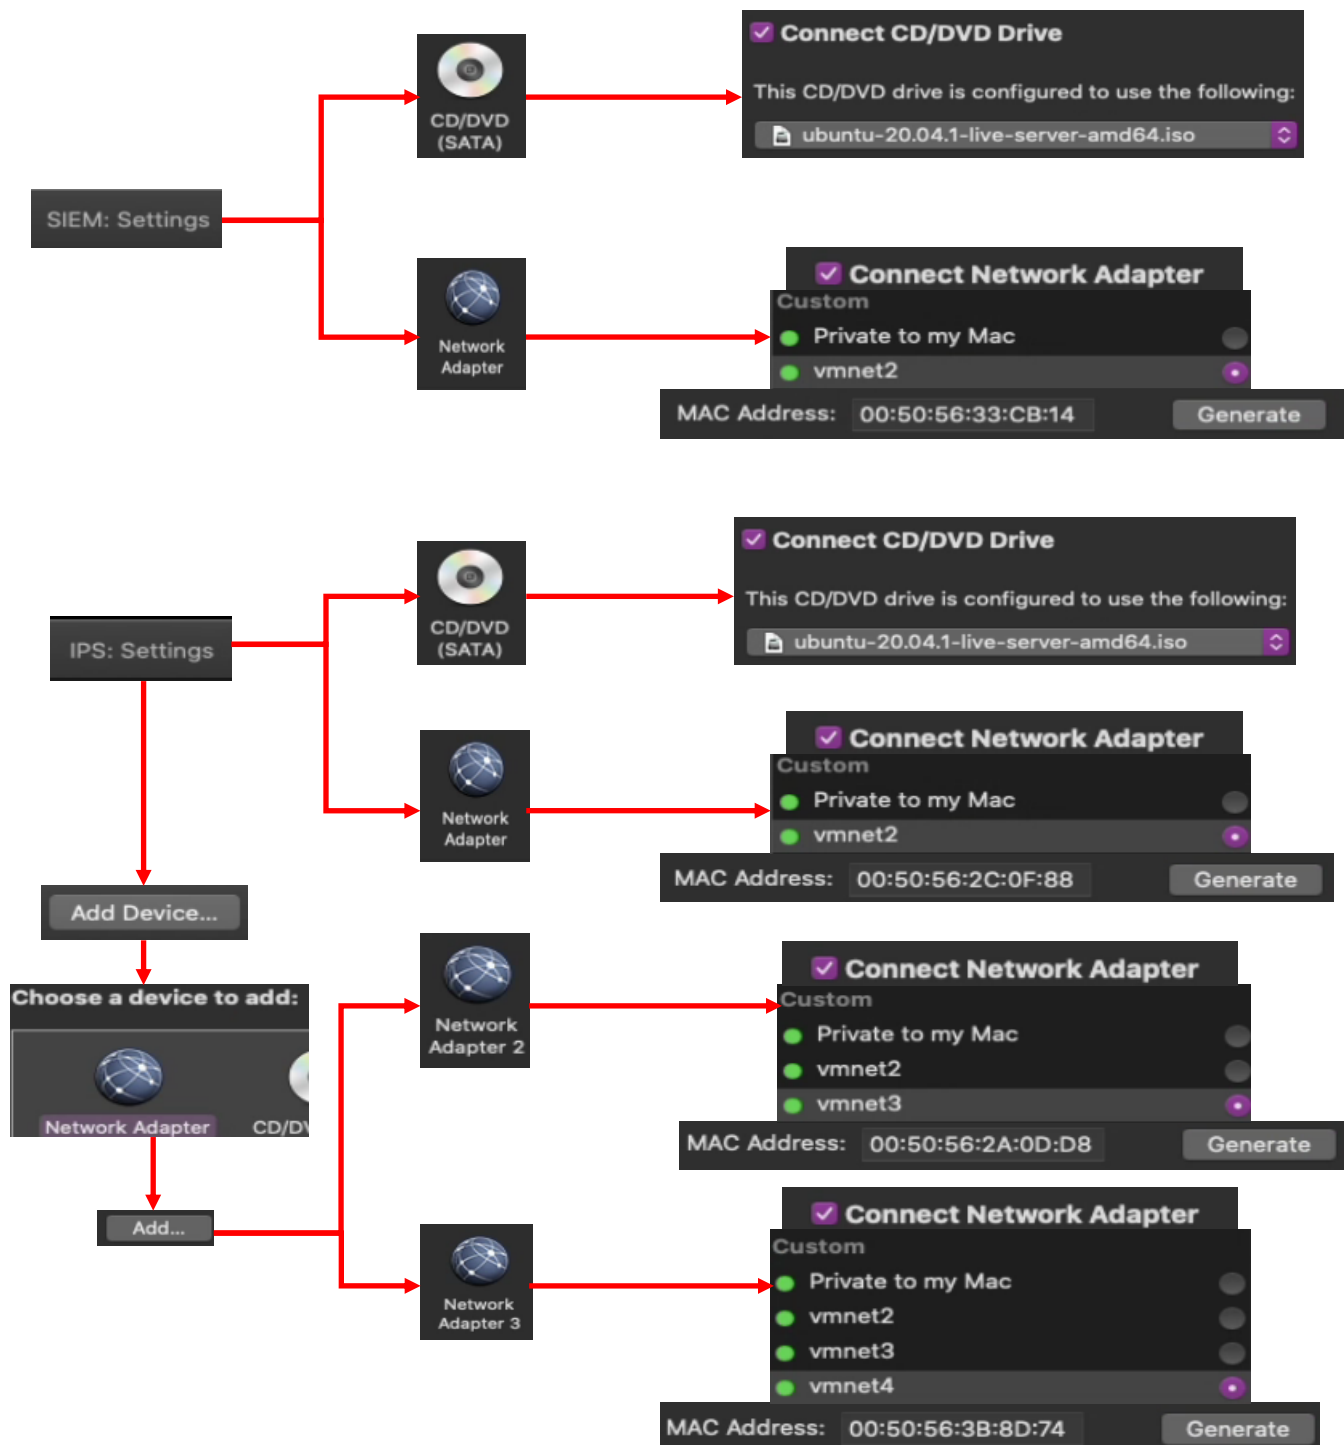 Connect CD/DVD Drive
This CD/DVD drive is configured to use the following:
ubuntu-20.04.1-live-server-amd64.iso
CD/DVD
(SATA)
SIEM: Settings
Network
Adapter
Connect Network Adapter
Custom
Private to my Mac
vmnet2
MAC Address: 00:50:56:33:CB:14 Generate
Connect CD/DVD Drive
This CD/DVD drive is configured to use the following:
ubuntu-20.04.1-live-server-amd64.iso
CD/DVD
(SATA)
IPS: Settings
Network
Adapter
Connect Network Adapter
Custom
Private to my Mac
vmnet2
MAC Address: 00:50:56:2C:0F:88 Generate
Add Device...
Choose a device to add:
Network Adapter CD/DV
Add...
Network
Adapter 2
Connect Network Adapter
Custom
Private to my Mac
vmnet2
vmnet3
MAC Address: 00:50:56:2A:0D:D8 Generate
Network
Adapter 3
Connect Network Adapter
Custom
Private to my Mac
vmnet2
vmnet3
vmnet4
MAC Address: 00:50:56:3B:8D:74 Generate